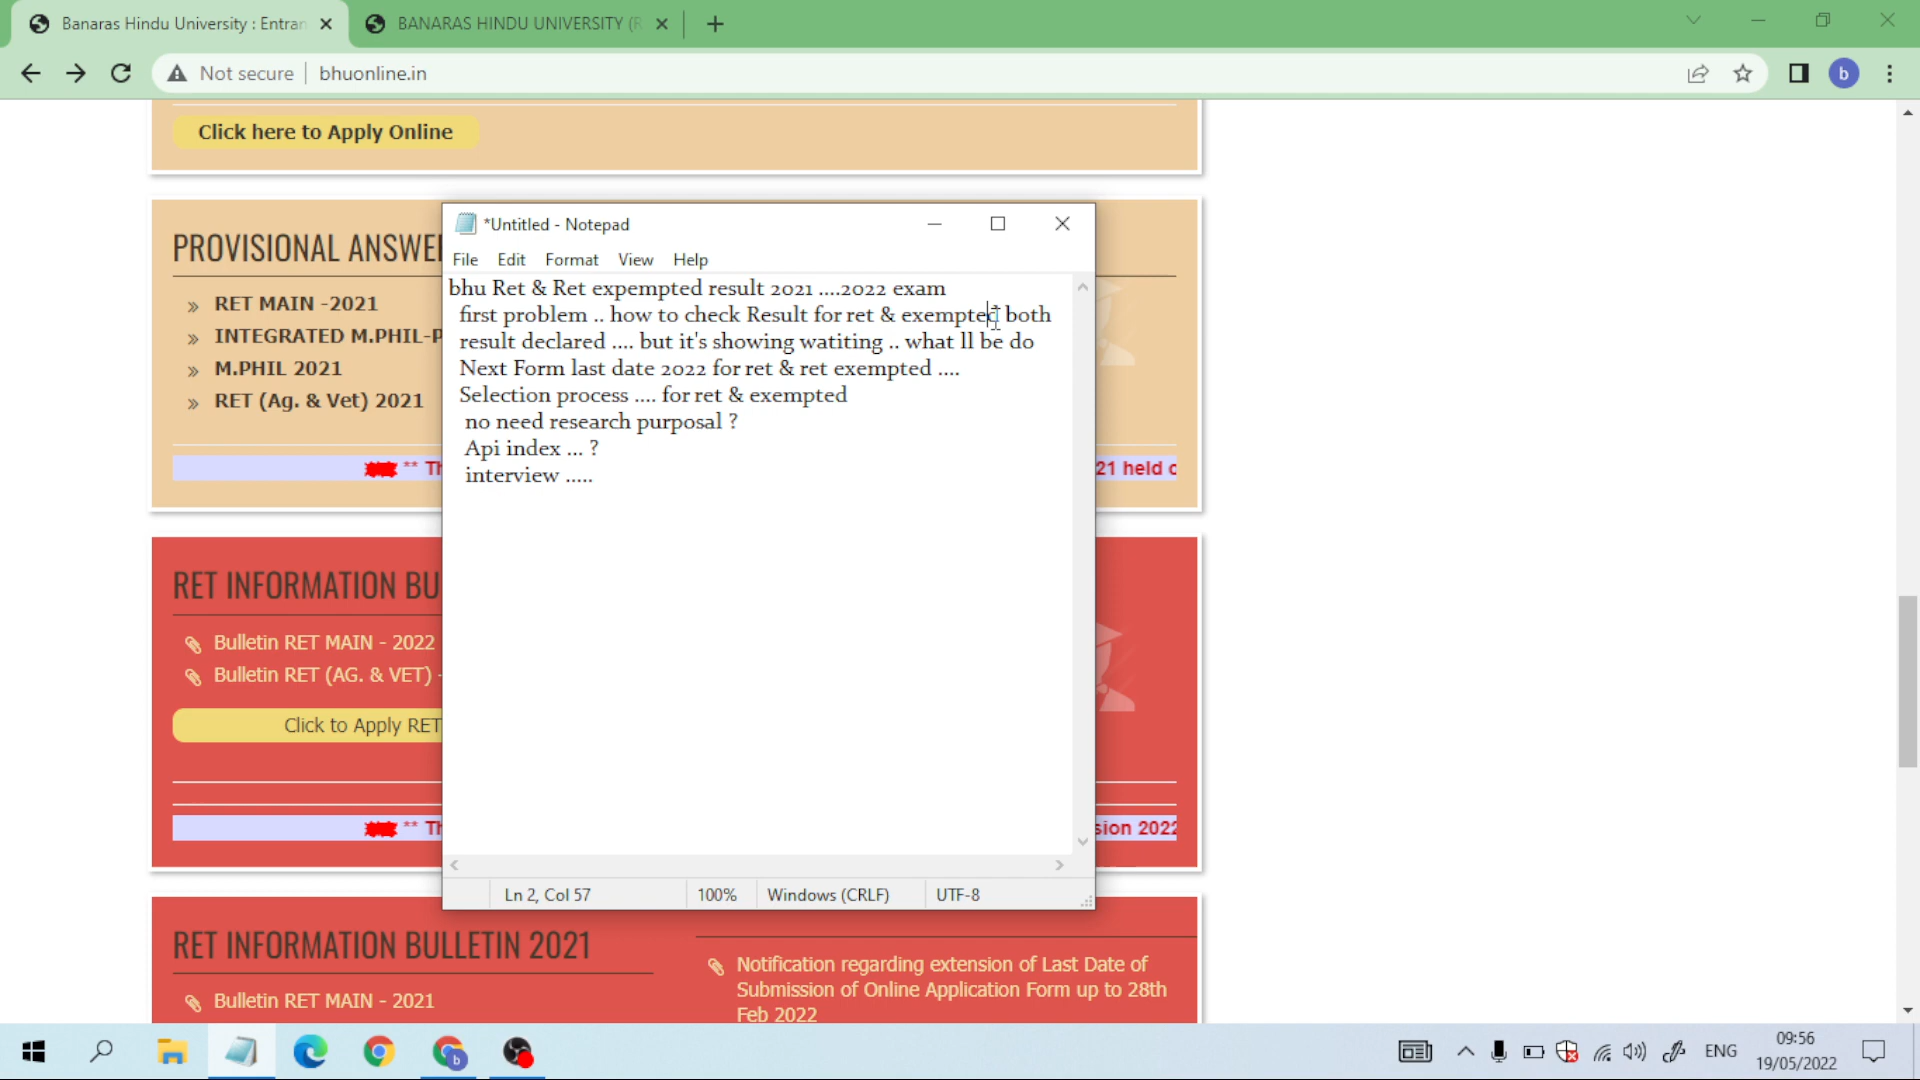 Banaras Hindu University : Entran
BANARAS HINDU UNIVERSITY (R
Not secure
bhuonline.in
b
Click here to Apply Online
PROVISIONAL ANSWE
» RET MAIN -2021
» INTEGRATED M.PHIL-P
» M.PHIL 2021
» RET (Ag. & Vet) 2021
** Th
21 held o
*Untitled - Notepad
File Edit Format View Help
bhu Ret & Ret expempted result 2021 ....2022 exam
first problem .. how to check Result for ret & exempted both
result declared .... but it's showing watiting .. what ll be do
Next Form last date 2022 for ret & ret exempted ....
Selection process .... for ret & exempted
no need research purposal ?
Api index ... ?
interview .....
Ln 2, Col 57
100%
Windows (CRLF)
UTF-8
RET INFORMATION BU
Bulletin RET MAIN - 2022
Bulletin RET (AG. & VET) -
Click to Apply RET
** Th
sion 2022
RET INFORMATION BULLETIN 2021
Bulletin RET MAIN - 2021
Notification regarding extension of Last Date of
Submission of Online Application Form up to 28th
Feb 2022
b
ENG
09:56
19/05/2022